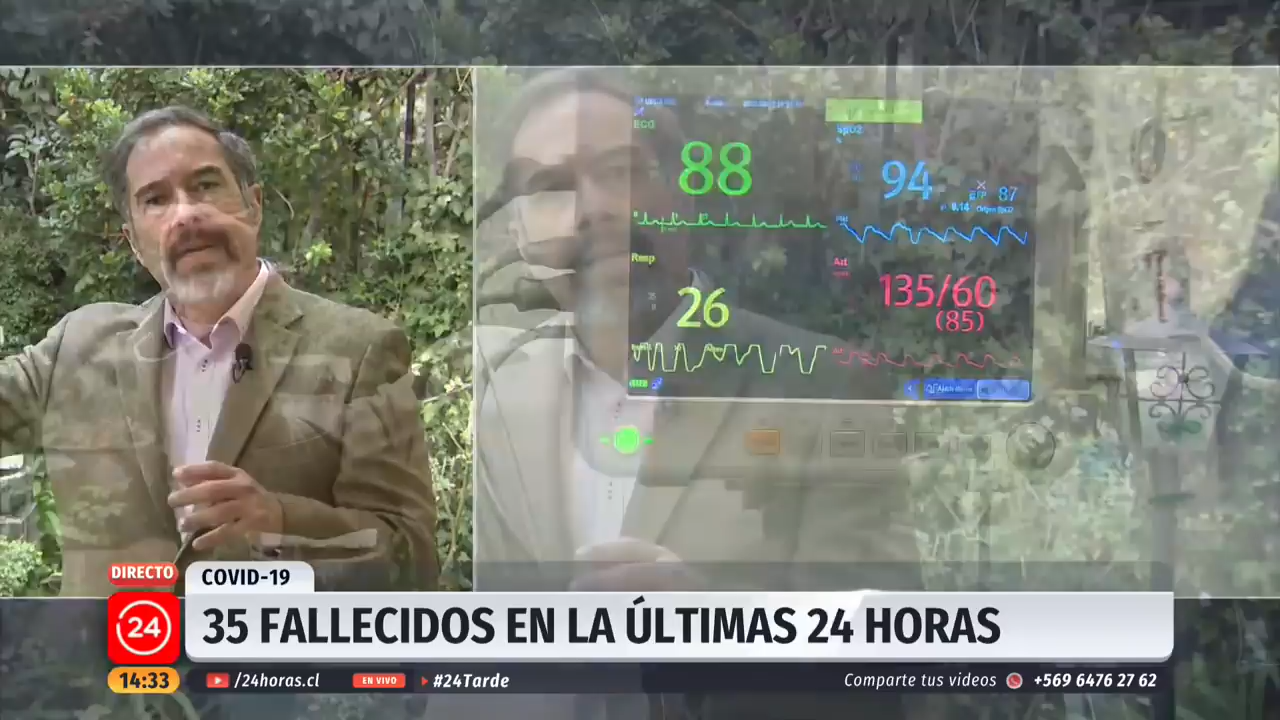 ECG
88
SpO2
94
87
Resp
26
Art
135/60
(85)
DIRECTO
COVID-19
24
35 FALLECIDOS EN LA ÚLTIMAS 24 HORAS
14:33
/24horas.cl
EN VIVO
#24Tarde
Comparte tus videos
+569 6476 27 62